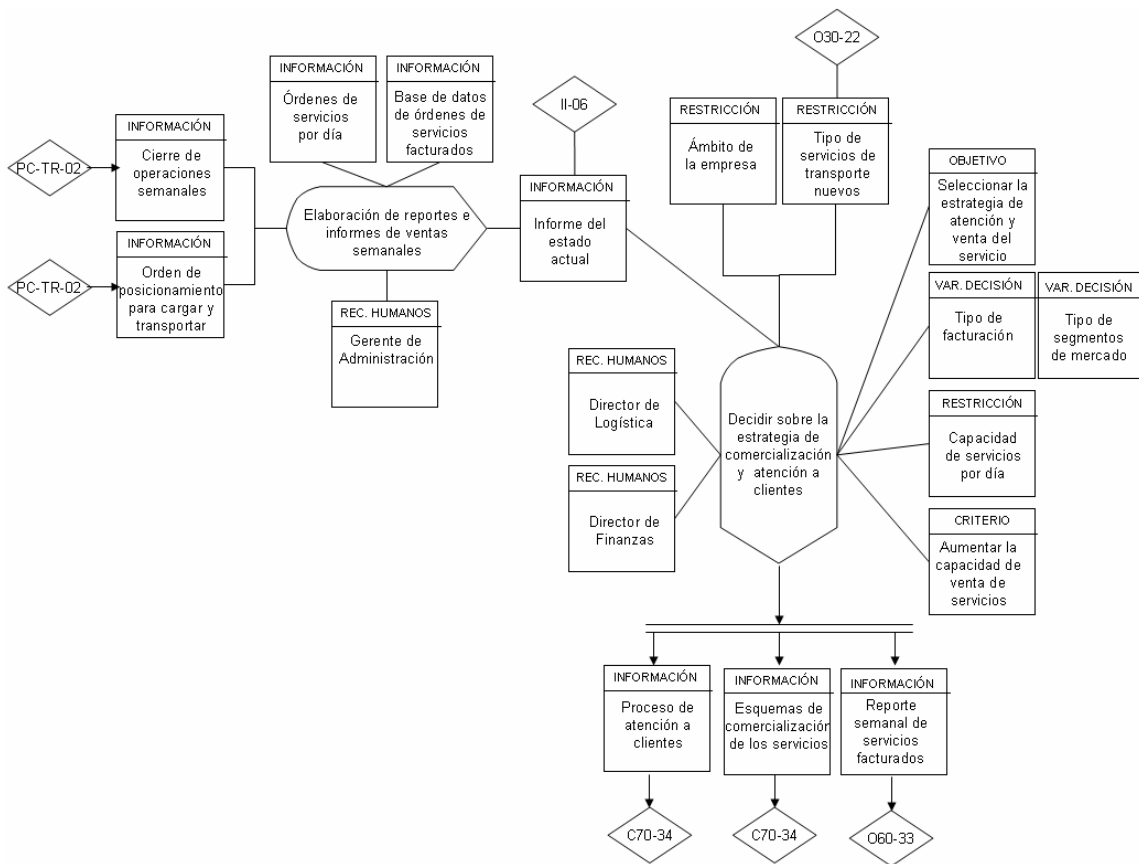 O30-22
INFORMACIÓN
Órdenes de
servicios
por día
INFORMACIÓN
Base de datos
de órdenes de
servicios
facturados
II-06
RESTRICCIÓN
Ámbito de
la empresa
RESTRICCIÓN
Tipo de
servicios de
transporte
nuevos
PC-TR-02
INFORMACIÓN
Cierre de
operaciones
semanales
PC-TR-02
INFORMACIÓN
Orden de
posicionamiento
para cargar y
transportar
Elaboración de reportes e
informes de ventas
semanales
REC. HUMANOS
Gerente de
Administración
INFORMACIÓN
Informe del
estado
actual
OBJETIVO
Seleccionar la
estrategia de
atención y
venta del
servicio
VAR. DECISIÓN
Tipo de
facturación
VAR. DECISIÓN
Tipo de
segmentos
de mercado
RESTRICCIÓN
Capacidad
de servicios
por día
CRITERIO
Aumentar la
capacidad de
venta de
servicios
REC. HUMANOS
Director de
Logística
REC. HUMANOS
Director de
Finanzas
Decidir sobre la
estrategia de
comercialización
y atención a
clientes
INFORMACIÓN
Proceso de
atención a
clientes
INFORMACIÓN
Esquemas de
comercialización
de los servicios
INFORMACIÓN
Reporte
semanal de
servicios
facturados
C70-34
C70-34
O60-33